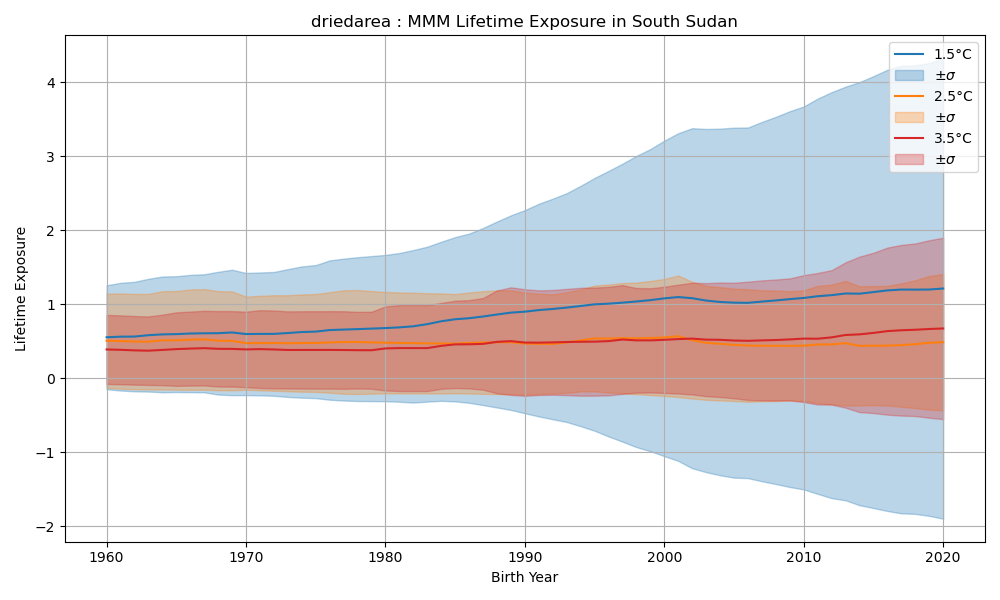 driedarea : MMM Lifetime Exposure in South Sudan
Lifetime Exposure
4
3
2
1
0
−1
−2
1.5°C
±σ
2.5°C
±σ
3.5°C
±σ
1960 1970 1980 1990 2000 2010 2020
Birth Year